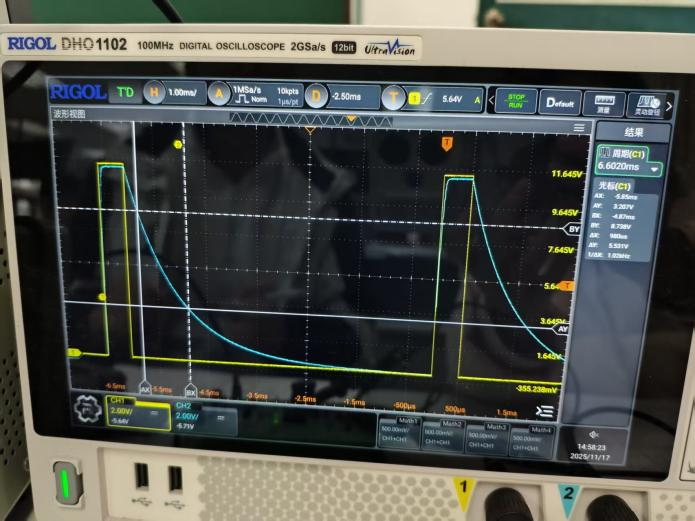 RIGOL DHO1102 100MHz DIGITAL OSCILLOSCOPE 2GSa/s 12bit UltraVision
RIGOL T'D H 1.00ms/ A 1MSa/s Norm 10kpts 1μs/pt D -2.50ms T 1 5.64V A STOP RUN Default 测量 灵动旋钮
波形视图
结果
T
周期(C1)
6.6020ms
11.645V
光标(C1)
AX: -5.85ms
AY: 3.207V
BX: -4.87ms
BY: 8.738V
ΔX: 980us
ΔY: 5.531V
1/ΔX: 1.02kHz
9.645V
BY
7.645V
5.64
T
3.645V
AY
1.645V
-355.238mV
-6.5ms AX -5.5ms BX -4.5ms -3.5ms -2.5ms -1.5ms -500μs 500μs 1.5ms
CH1
2.00V/
-5.64V
CH2
2.00V/
-5.71V
Math1
500.00mV/
CH1+CH1
Math2
500.00mV/
CH1+CH1
Math3
500.00mV/
CH1+CH1
Math4
500.00mV/
CH1+CH1
14:58:23
2025/11/17
1
2